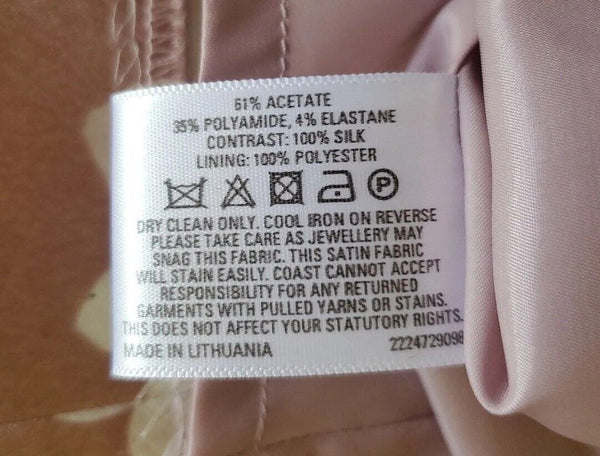 61% ACETATE
35% POLYAMIDE, 4% ELASTANE
CONTRAST: 100% SILK
LINING: 100% POLYESTER
P
DRY CLEAN ONLY. COOL IRON ON REVERSE
PLEASE TAKE CARE AS JEWELLERY MAY
SNAG THIS FABRIC. THIS SATIN FABRIC
WILL STAIN EASILY. COAST CANNOT ACCEPT
RESPONSIBILITY FOR ANY RETURNED
GARMENTS WITH PULLED YARNS OR STAINS.
THIS DOES NOT AFFECT YOUR STATUTORY RIGHTS.
MADE IN LITHUANIA 2224729098